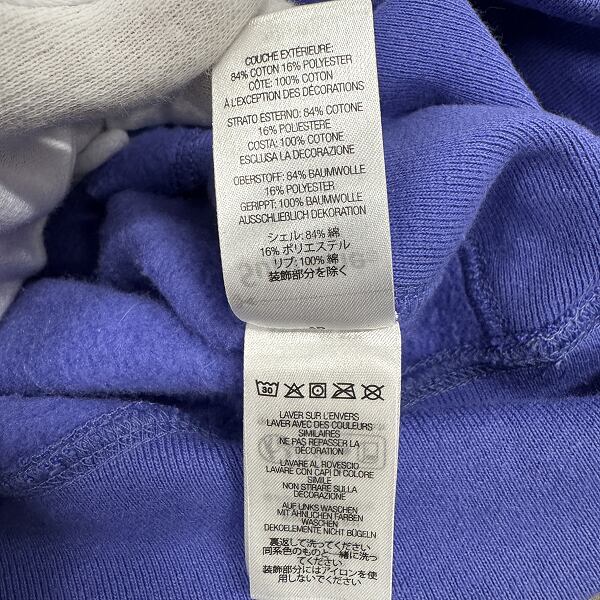 COUCHE EXTÉRIEURE:
84% COTON 16% POLYESTER
CÔTE: 100% COTON
À L'EXCEPTION DES DÉCORATIONS
STRATO ESTERNO: 84% COTONE
16% POLIESTERE
COSTA: 100% COTONE
ESCLUSA LA DECORAZIONE
OBERSTOFF: 84% BAUMWOLLE
16% POLYESTER
GERIPPT: 100% BAUMWOLLE
AUSSCHLIEßLICH DEKORATION
シェル: 84% 綿
16% ポリエステル
リブ: 100% 綿
装飾部分を除く
30
LAVER SUR L'ENVERS
LAVER AVEC DES COULEURS
SIMILAIRES
NE PAS REPASSER LA
DÉCORATION
LAVARE AL ROVESCIO
LAVARE CON CAPI DI COLORE
SIMILE
NON STIRARE SULLA
DECORAZIONE
AUF LINKS WASCHEN
MIT ÄHNLICHEN FARBEN
WASCHEN
DEKOELEMENTE NICHT BÜGELN
裏返して洗ってください
同系色のものと一緒に洗っ
てください
装飾部分にはアイロンを使
用しないでください